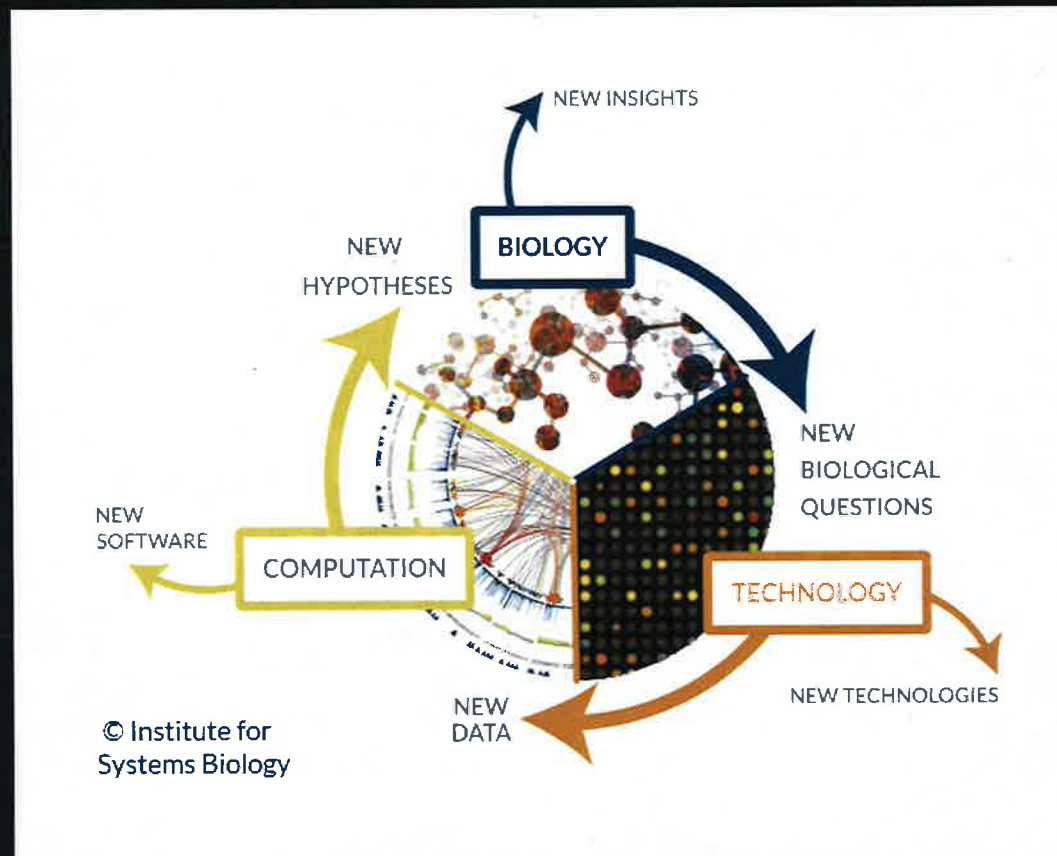 NEW INSIGHTS
BIOLOGY
NEW
HYPOTHESES
NEW
BIOLOGICAL
QUESTIONS
NEW
SOFTWARE
COMPUTATION
TECHNOLOGY
NEW TECHNOLOGIES
NEW
DATA
© Institute for
Systems Biology